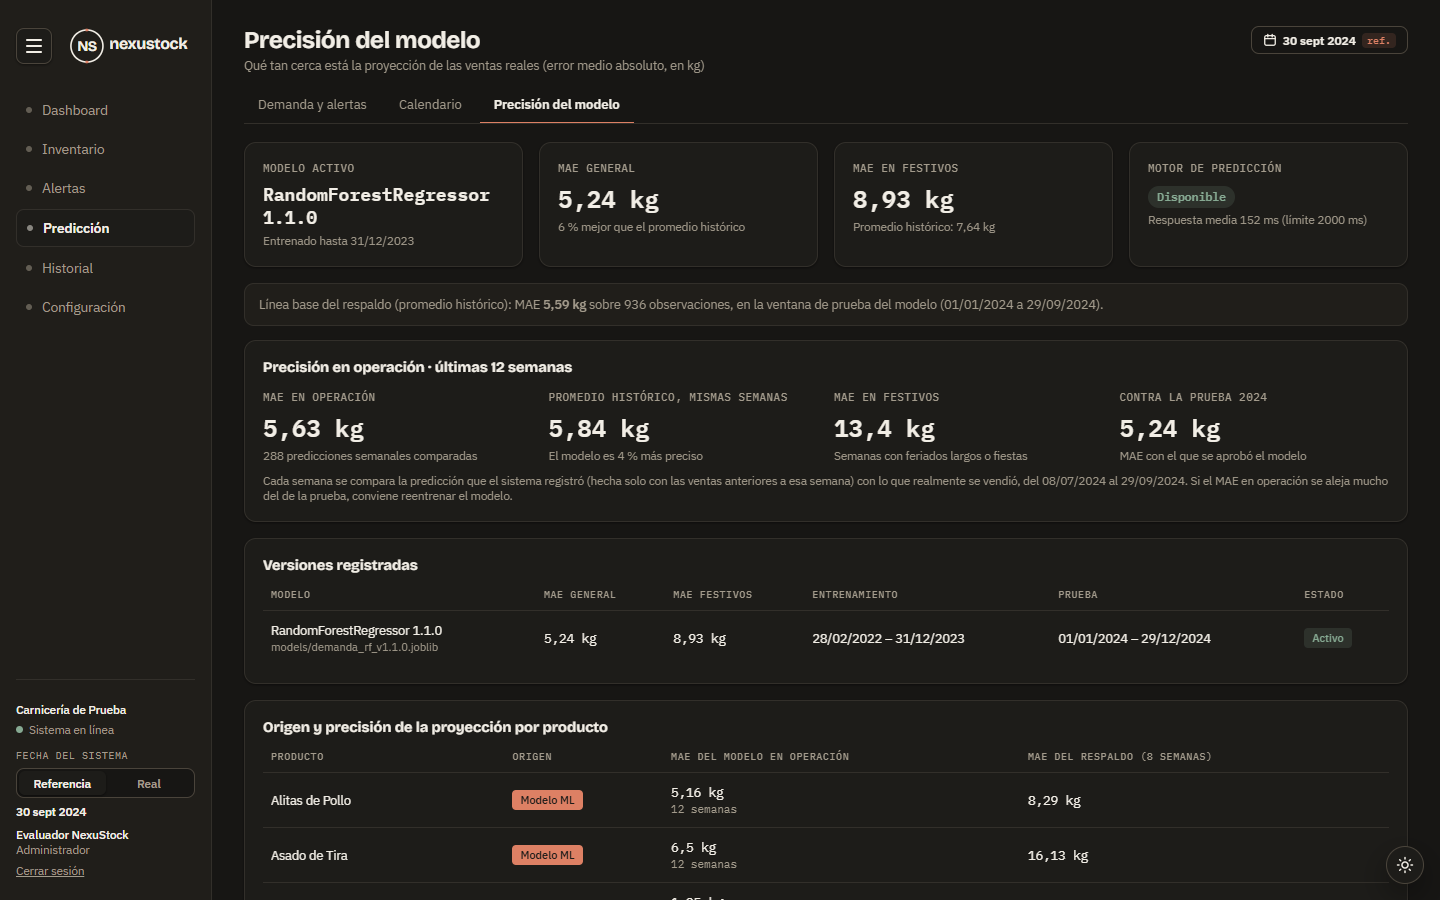 NS nexustock
Dashboard
Inventario
Alertas
Predicción
Historial
Configuración
Carnicería de Prueba
Sistema en línea
FECHA DEL SISTEMA
Referencia Real
30 sept 2024
Evaluador NexuStock
Administrador
Cerrar sesión
Precisión del modelo
Qué tan cerca está la proyección de las ventas reales (error medio absoluto, en kg)
30 sept 2024 ref.
Demanda y alertas Calendario Precisión del modelo
MODELO ACTIVO
RandomForestRegressor
1.1.0
Entrenado hasta 31/12/2023
MAE GENERAL
5,24 kg
6 % mejor que el promedio histórico
MAE EN FESTIVOS
8,93 kg
Promedio histórico: 7,64 kg
MOTOR DE PREDICCIÓN
Disponible
Respuesta media 152 ms (límite 2000 ms)
Línea base del respaldo (promedio histórico): MAE 5,59 kg sobre 936 observaciones, en la ventana de prueba del modelo (01/01/2024 a 29/09/2024).
Precisión en operación · últimas 12 semanas
MAE EN OPERACIÓN
5,63 kg
288 predicciones semanales comparadas
PROMEDIO HISTÓRICO, MISMAS SEMANAS
5,84 kg
El modelo es 4 % más preciso
MAE EN FESTIVOS
13,4 kg
Semanas con feriados largos o fiestas
CONTRA LA PRUEBA 2024
5,24 kg
MAE con el que se aprobó el modelo
Cada semana se compara la predicción que el sistema registró (hecha solo con las ventas anteriores a esa semana) con lo que realmente se vendió, del 08/07/2024 al 29/09/2024. Si el MAE en operación se aleja mucho
del de la prueba, conviene reentrenar el modelo.
Versiones registradas
MODELO MAE GENERAL MAE FESTIVOS ENTRENAMIENTO PRUEBA ESTADO
RandomForestRegressor 1.1.0
models/demanda_rf_v1.1.0.joblib
5,24 kg 8,93 kg 28/02/2022 – 31/12/2023 01/01/2024 – 29/12/2024 Activo
Origen y precisión de la proyección por producto
PRODUCTO ORIGEN MAE DEL MODELO EN OPERACIÓN MAE DEL RESPALDO (8 SEMANAS)
Alitas de Pollo Modelo ML 5,16 kg 8,29 kg
12 semanas
Asado de Tira Modelo ML 6,5 kg 16,13 kg
12 semanas